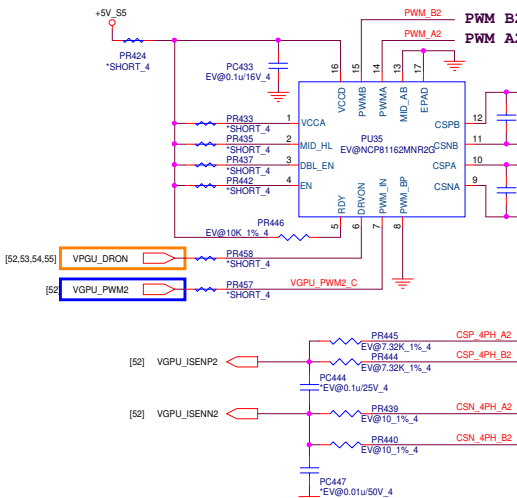 +5V_S5
PR424
*SHORT_4
PC433
EV@0.1u/16V_4
PWM_B2
PWM B2
PWM_A2
PWM A2
16
15
14
13
17
VCCD
PWMB
PWMA
MID_AB
EPAD
PU35
EV@NCP81162MNR2G
PR433
*SHORT_4
1
VCCA
PR435
*SHORT_4
2
MID_HL
PR437
*SHORT_4
3
DBL_EN
PR442
*SHORT_4
4
EN
CSPB
12
CSNB
11
CSPA
10
CSNA
9
RDY
DRVON
PWM_IN
PWM_BP
5
6
7
8
PR446
EV@10K_1%_4
[52,53,54,55]
VPGU_DRON
PR458
*SHORT_4
[52]
VGPU_PWM2
PR457
*SHORT_4
VGPU_PWM2_C
PR445
EV@7.32K_1%_4
CSP_4PH_A2
[52]
VGPU_ISENP2
PR444
EV@7.32K_1%_4
CSP_4PH_B2
PC444
*EV@0.1u/25V_4
[52]
VGPU_ISENN2
PR439
EV@10_1%_4
CSN_4PH_A2
PR440
EV@10_1%_4
CSN_4PH_B2
PC447
*EV@0.01u/50V_4